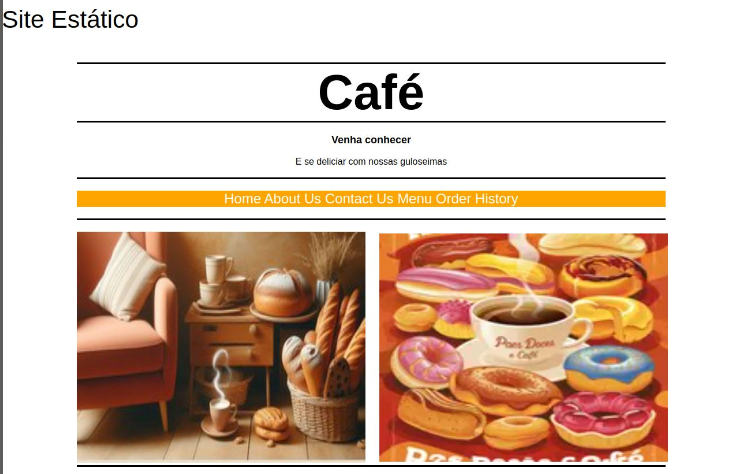 Site Estático
Café
Venha conhecer
E se deliciar com nossas guloseimas
Home About Us Contact Us Menu Order History
Paes Doces
e Café